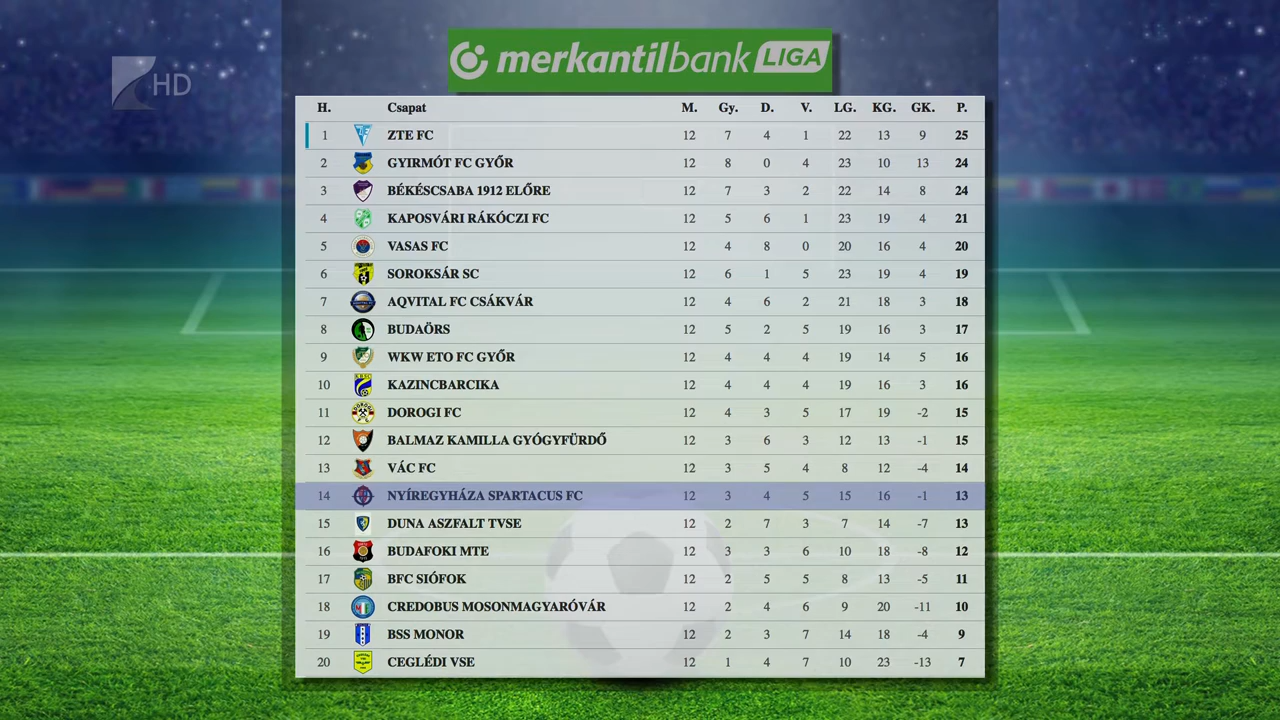 merkantilbank LIGA
HD
H. Csapat M. Gy. D. V. LG. KG. GK. P.
1 ZTE FC 12 7 4 1 22 13 9 25
2 GYIRMÓT FC GYŐR 12 8 0 4 23 10 13 24
3 BÉKÉSCSABA 1912 ELŐRE 12 7 3 2 22 14 8 24
4 KAPOSVÁRI RÁKÓCZI FC 12 5 6 1 23 19 4 21
5 VASAS FC 12 4 8 0 20 16 4 20
6 SOROKSÁR SC 12 6 1 5 23 19 4 19
7 AQVITAL FC CSÁKVÁR 12 4 6 2 21 18 3 18
8 BUDAÖRS 12 5 2 5 19 16 3 17
9 WKW ETO FC GYŐR 12 4 4 4 19 14 5 16
10 KAZINCBARCIKA 12 4 4 4 19 16 3 16
11 DOROGI FC 12 4 3 5 17 19 -2 15
12 BALMAZ KAMILLA GYÓGYFÜRDŐ 12 3 6 3 12 13 -1 15
13 VÁC FC 12 3 5 4 8 12 -4 14
14 NYÍREGYHÁZA SPARTACUS FC 12 3 4 5 15 16 -1 13
15 DUNA ASZFALT TVSE 12 2 7 3 7 14 -7 13
16 BUDAFOKI MTE 12 3 3 6 10 18 -8 12
17 BFC SIÓFOK 12 2 5 5 8 13 -5 11
18 CREDOBUS MOSONMAGYARÓVÁR 12 2 4 6 9 20 -11 10
19 BSS MONOR 12 2 3 7 14 18 -4 9
20 CEGLÉDI VSE 12 1 4 7 10 23 -13 7